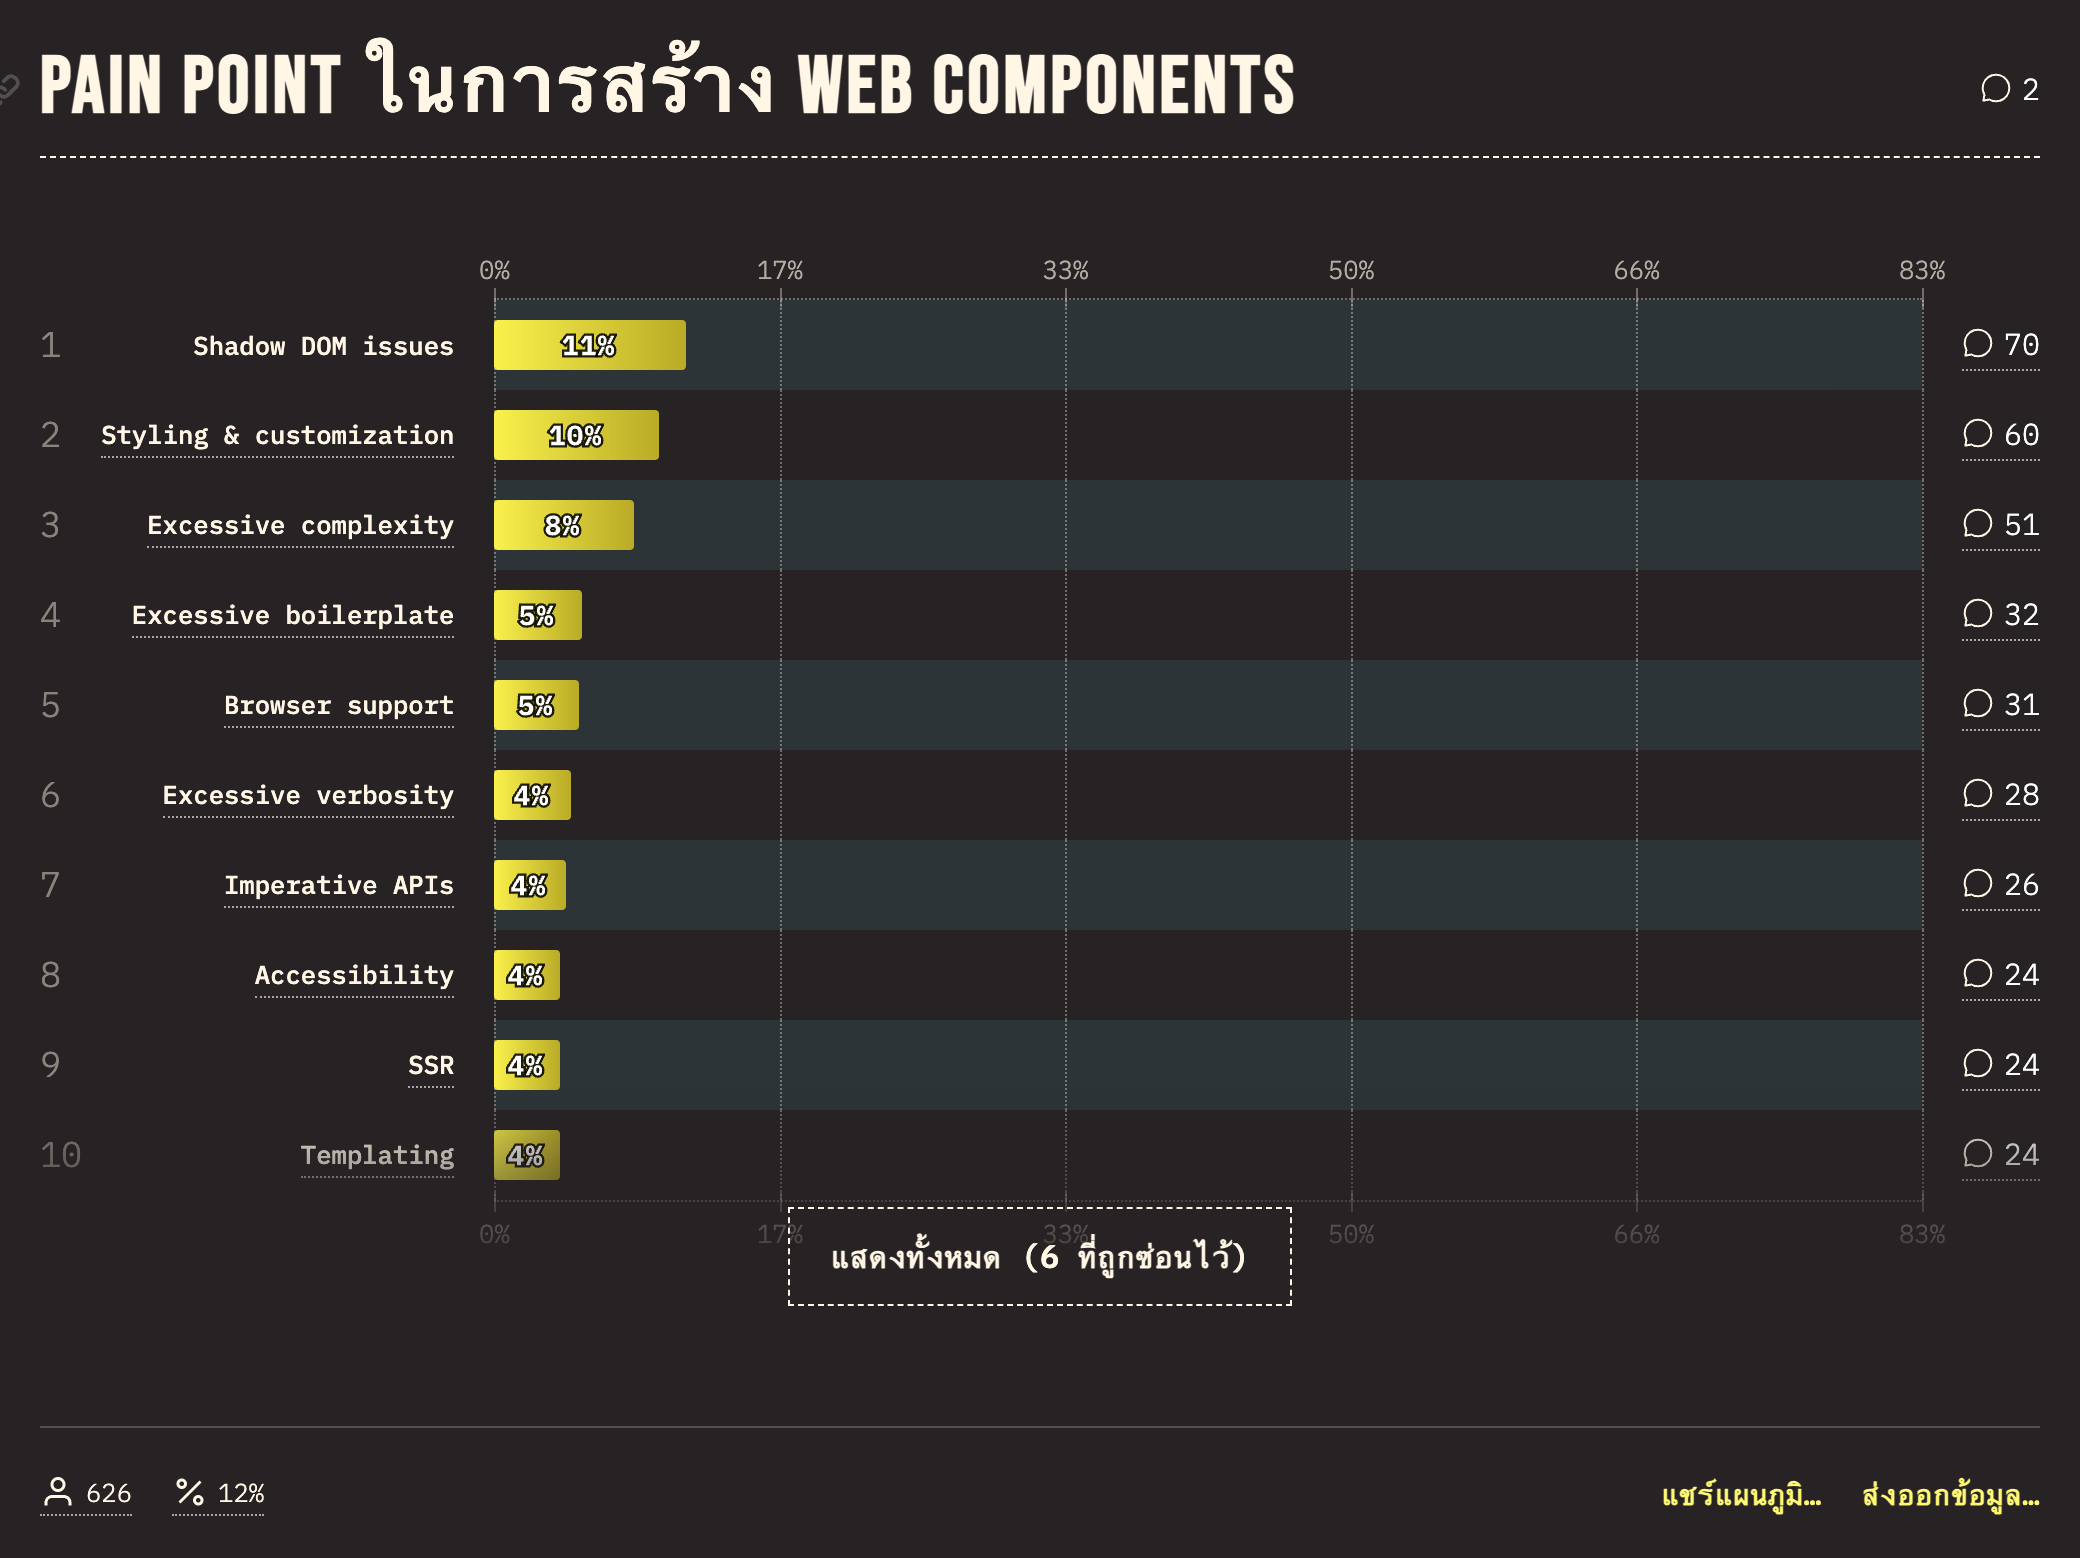 PAIN POINT ในการสร้าง WEB COMPONENTS
2
0% 17% 33% 50% 66% 83%
1 Shadow DOM issues 11% 70
2 Styling & customization 10% 60
3 Excessive complexity 8% 51
4 Excessive boilerplate 5% 32
5 Browser support 5% 31
6 Excessive verbosity 4% 28
7 Imperative APIs 4% 26
8 Accessibility 4% 24
9 SSR 4% 24
10 Templating 4% 24
0% 17% 33% 50% 66% 83%
แสดงทั้งหมด (6 ที่ถูกซ่อนไว้)
626 12% แชร์แผนภูมิ… ส่งออกข้อมูล…